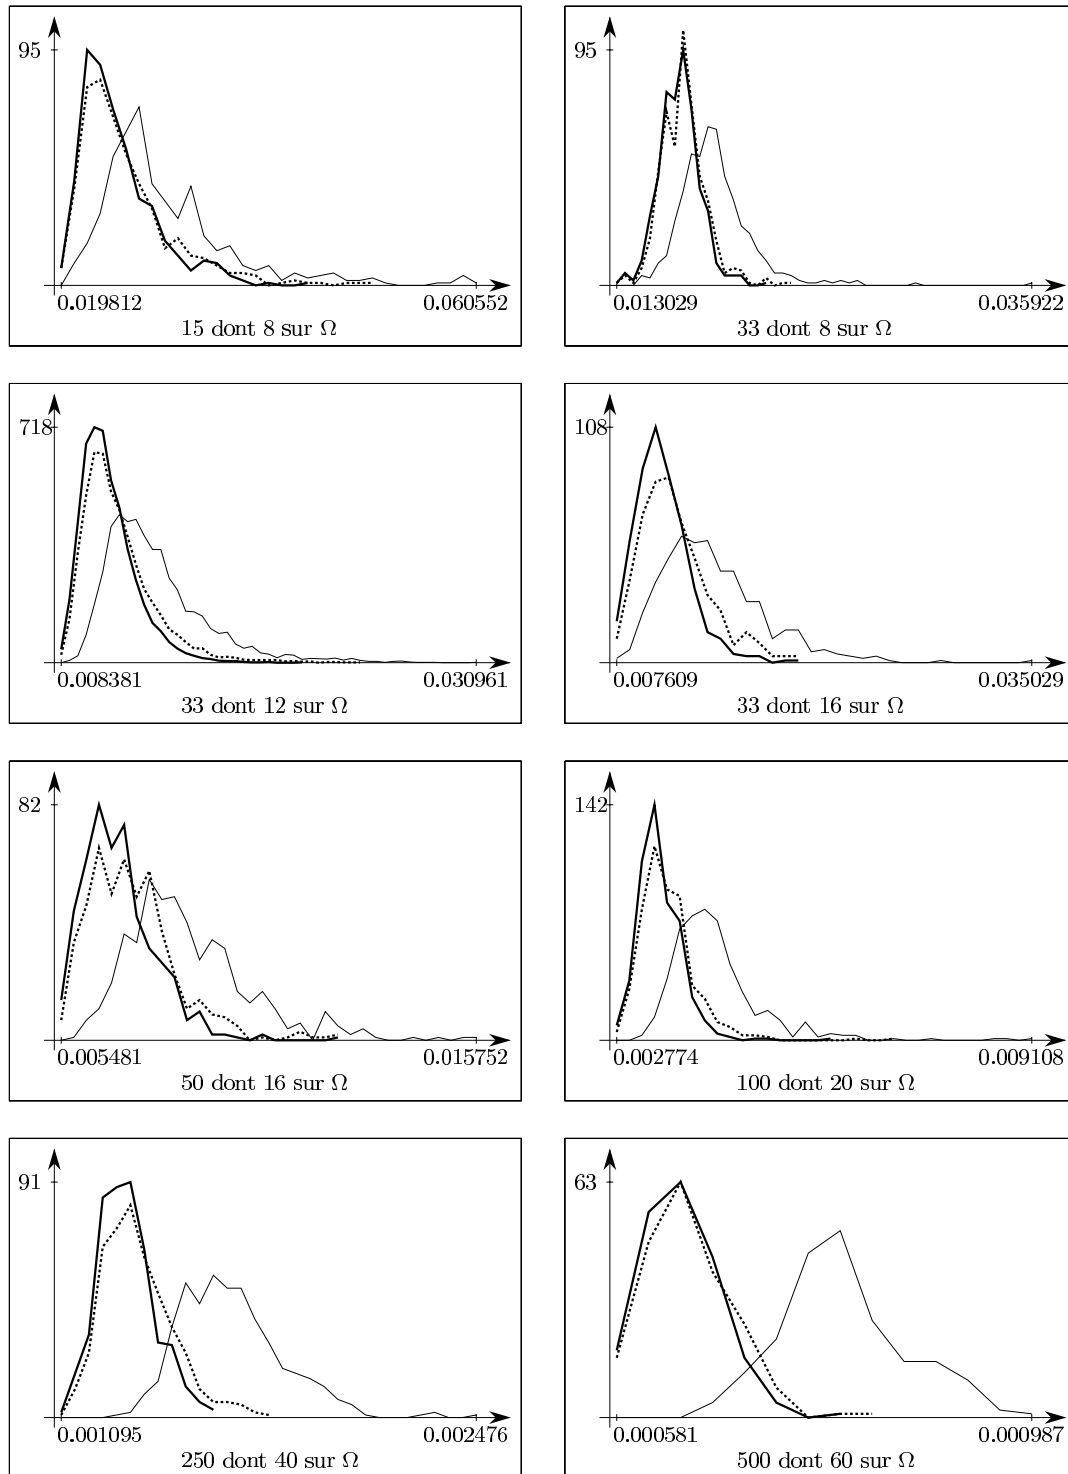 95
0.019812 0.060552
15 dont 8 sur Ω
95
0.013029 0.035922
33 dont 8 sur Ω
718
0.008381 0.030961
33 dont 12 sur Ω
108
0.007609 0.035029
33 dont 16 sur Ω
82
0.005481 0.015752
50 dont 16 sur Ω
142
0.002774 0.009108
100 dont 20 sur Ω
91
0.001095 0.002476
250 dont 40 sur Ω
63
0.000581 0.000987
500 dont 60 sur Ω